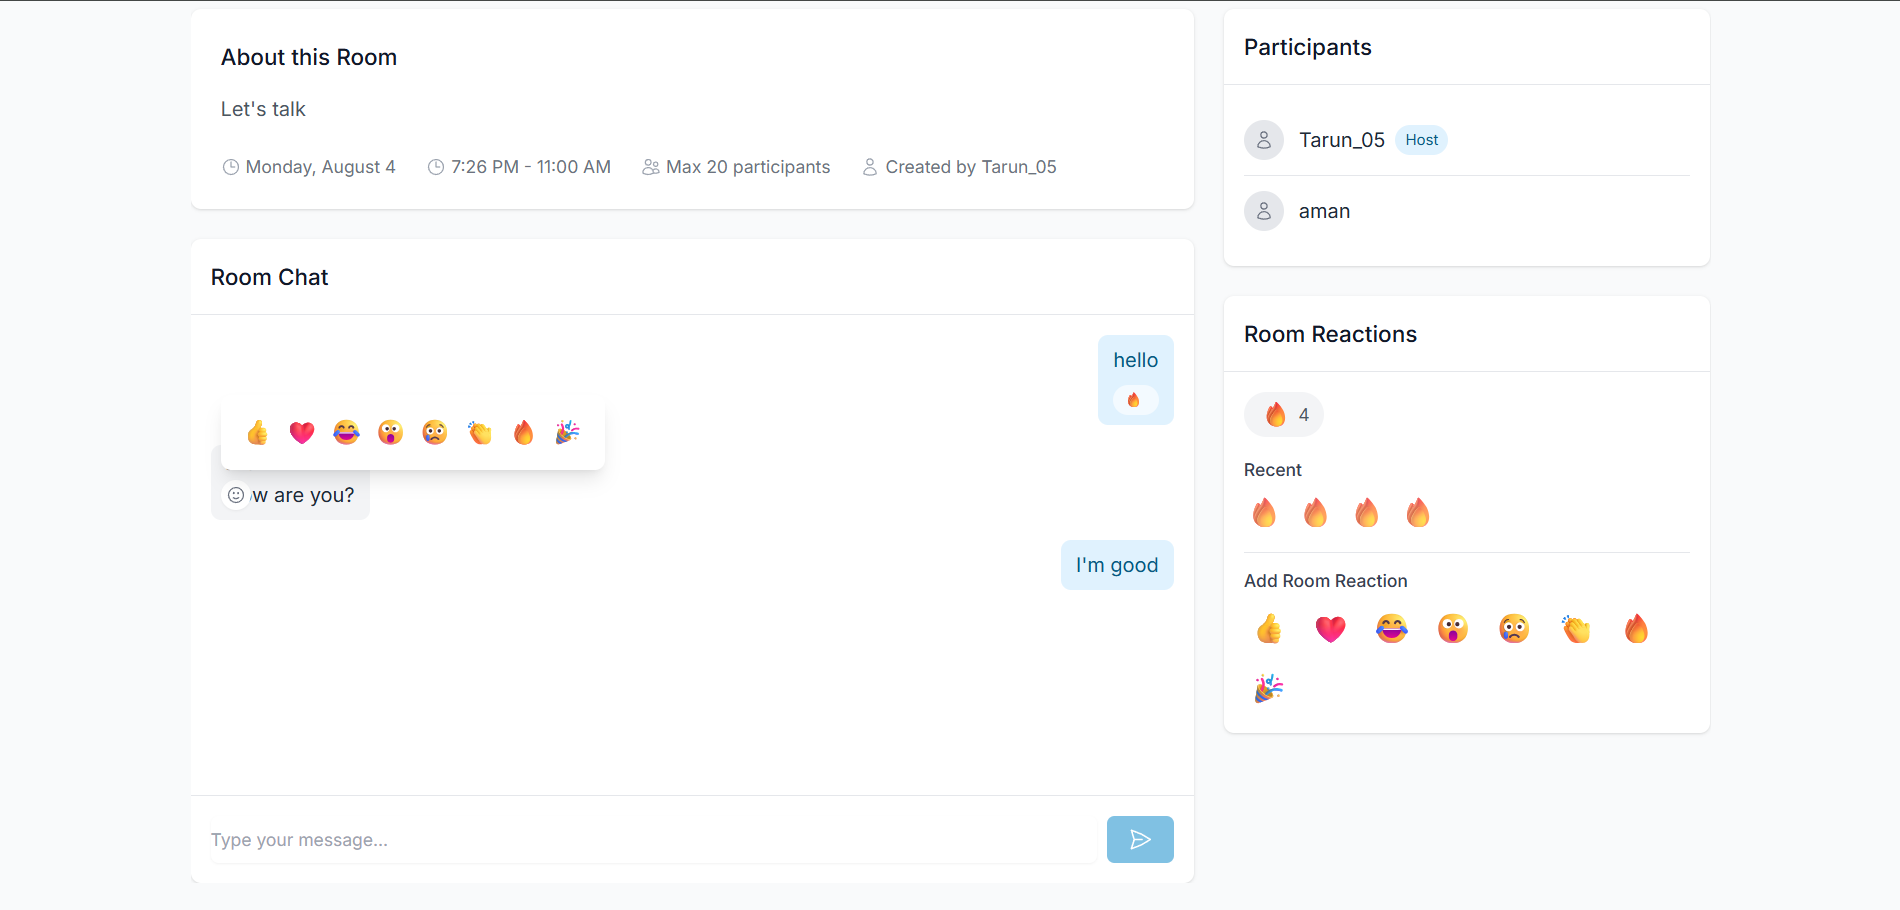 About this Room
Let's talk
Monday, August 4 7:26 PM - 11:00 AM Max 20 participants Created by Tarun_05
Room Chat
hello
w are you?
I'm good
Type your message...
Participants
Tarun_05 Host
aman
Room Reactions
4
Recent
Add Room Reaction